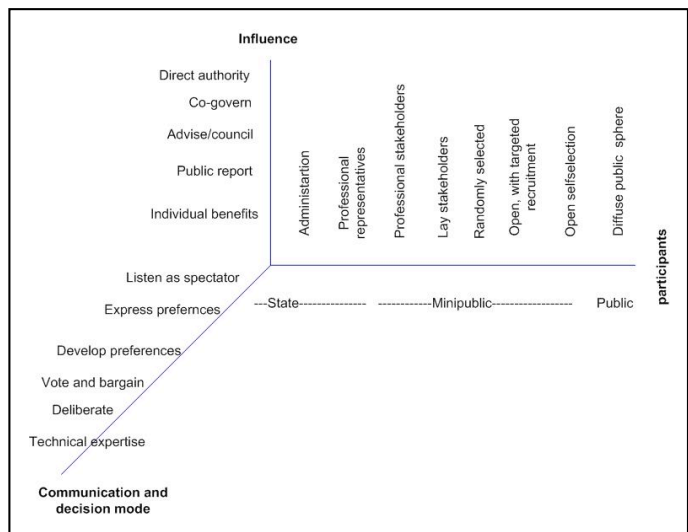 Influence
Direct authority
Co-govern
Advise/council
Public report
Individual benefits
Administartion
Professional
representatives
Professional stakeholders
Lay stakeholders
Randomly selected
Open, with targeted
recruitment
Open selfselection
Diffuse public sphere
participants
Listen as spectator
Express prefernces
Develop preferences
Vote and bargain
Deliberate
Technical expertise
---State----------------
-----------Minipublic-----------------
Public
Communication and
decision mode